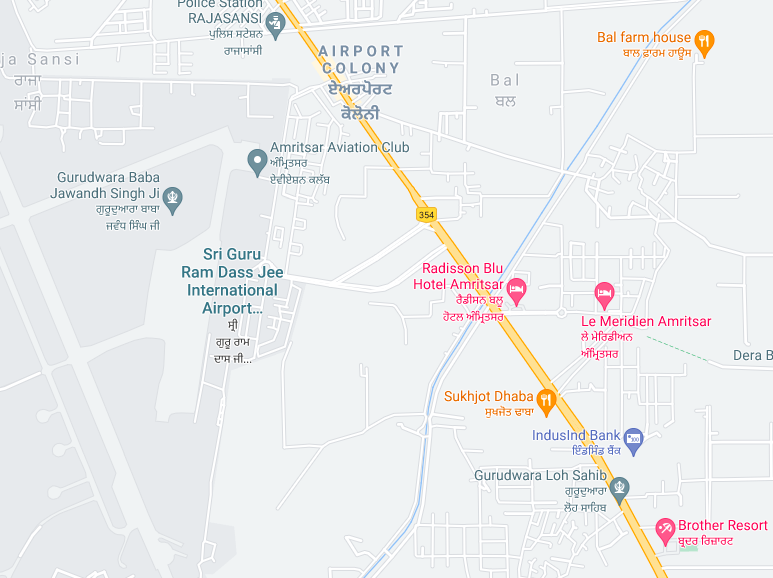 Police Station
RAJASANSI
ਪੁਲਿਸ ਸਟੇਸ਼ਨ
ਰਾਜਾਸਾਂਸੀ
AIRPORT
COLONY
ਏਅਰਪੋਰਟ
ਕੋਲੋਨੀ
Bal farm house
ਬਾਲ ਫ਼ਾਰਮ ਹਾਊਸ
ja Sansi
ਰਾਜਾ
ਸਾਂਸੀ
Bal
ਬਲ
Amritsar Aviation Club
ਅੰਮ੍ਰਿਤਸਰ
ਏਵੀਏਸ਼ਨ ਕਲੱਬ
Gurudwara Baba
Jawandh Singh Ji
ਗੁਰੂਦੁਆਰਾ ਬਾਬਾ
ਜਵੰਧ ਸਿੰਘ ਜੀ
354
Sri Guru
Ram Dass Jee
International
Airport...
ਸ੍ਰੀ
ਗੁਰੂ ਰਾਮ
ਦਾਸ ਜੀ...
Radisson Blu
Hotel Amritsar
ਰੈਡੀਸਨ ਬਲੂ
ਹੋਟਲ ਅੰਮ੍ਰਿਤਸਰ
Le Meridien Amritsar
ਲੇ ਮੇਰਿਡੀਅਨ
ਅੰਮ੍ਰਿਤਸਰ
Dera B
Sukhjot Dhaba
ਸੁਖਜੋਤ ਢਾਬਾ
IndusInd Bank
ਇੰਡਸਿੰਡ ਬੈਂਕ
Gurudwara Loh Sahib
ਗੁਰੂਦੁਆਰਾ
ਲੋਹ ਸਾਹਿਬ
Brother Resort
ਬ੍ਰਦਰ ਰਿਜ਼ਾਰਟ